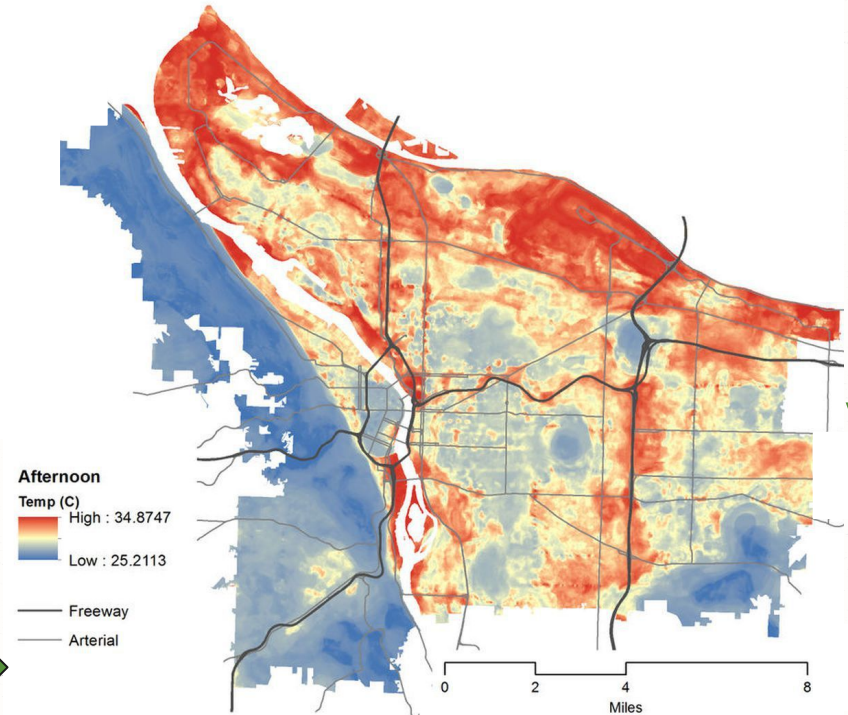 Afternoon
Temp (C)
High : 34.8747
Low : 25.2113
Freeway
Arterial
0 2 4 8
Miles